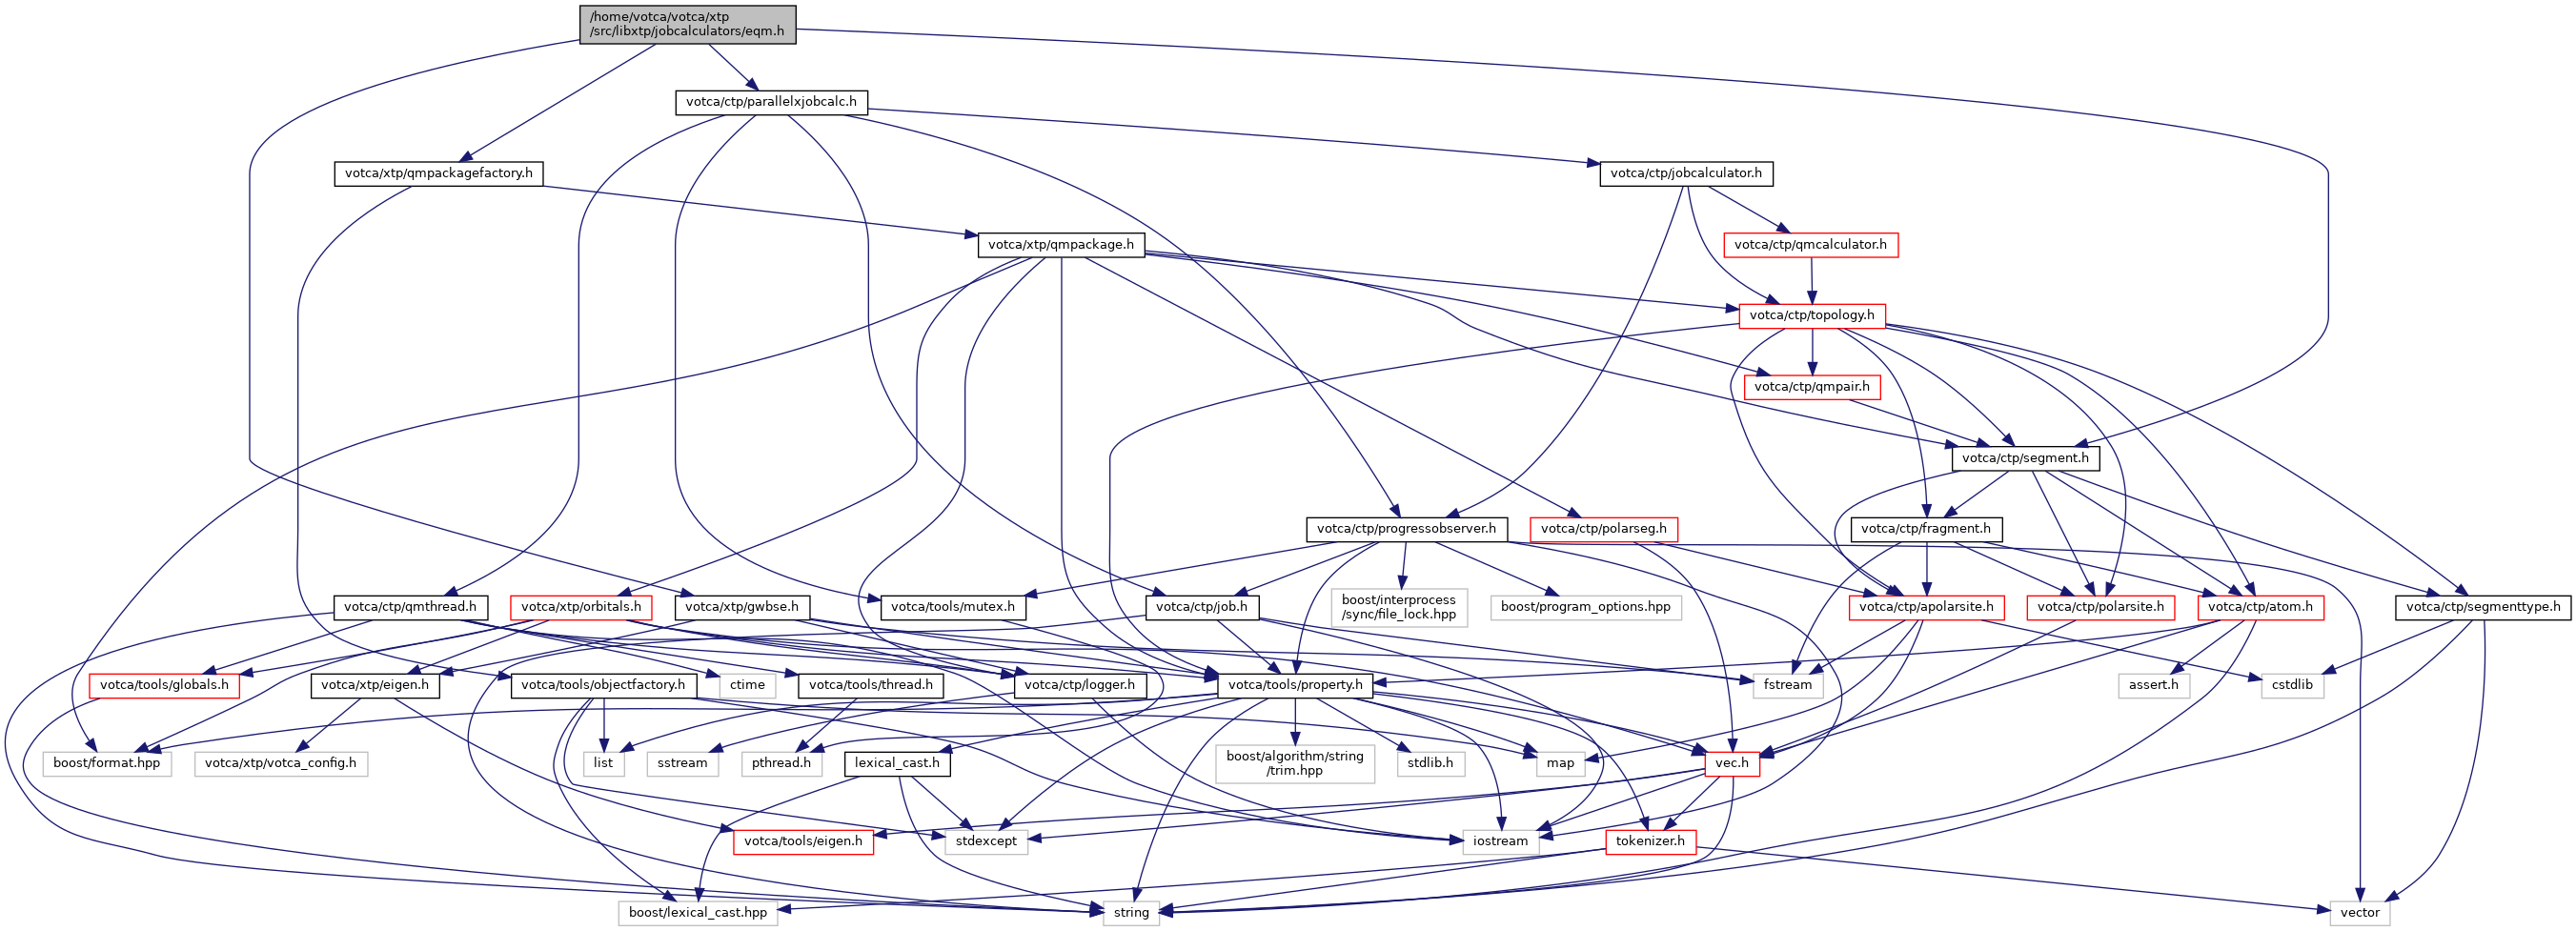 /home/votca/votca/xtp
/src/libxtp/jobcalculators/eqm.h
votca/ctp/parallelxjobcalc.h
votca/xtp/qmpackagefactory.h
votca/ctp/jobcalculator.h
votca/xtp/qmpackage.h
votca/ctp/qmcalculator.h
votca/ctp/topology.h
votca/ctp/qmpair.h
votca/ctp/segment.h
votca/ctp/progressobserver.h
votca/ctp/polarseg.h
votca/ctp/fragment.h
votca/ctp/qmthread.h
votca/xtp/orbitals.h
votca/xtp/gwbse.h
votca/tools/mutex.h
votca/ctp/job.h
boost/interprocess
/sync/file_lock.hpp
boost/program_options.hpp
votca/ctp/apolarsite.h
votca/ctp/polarsite.h
votca/ctp/atom.h
votca/ctp/segmenttype.h
votca/tools/globals.h
votca/xtp/eigen.h
votca/tools/objectfactory.h
ctime
votca/tools/thread.h
votca/ctp/logger.h
votca/tools/property.h
fstream
assert.h
cstdlib
boost/format.hpp
votca/xtp/votca_config.h
list
sstream
pthread.h
lexical_cast.h
boost/algorithm/string
/trim.hpp
stdlib.h
map
vec.h
votca/tools/eigen.h
stdexcept
iostream
tokenizer.h
boost/lexical_cast.hpp
string
vector